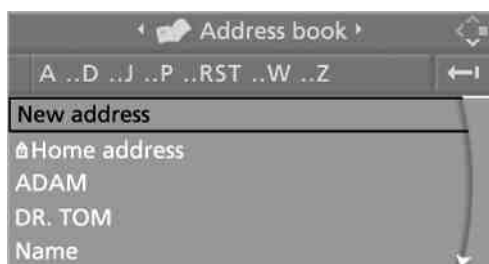 Address book
A ..D ..J ..P ..RST ..W ..Z
New address
Home address
ADAM
DR. TOM
Name